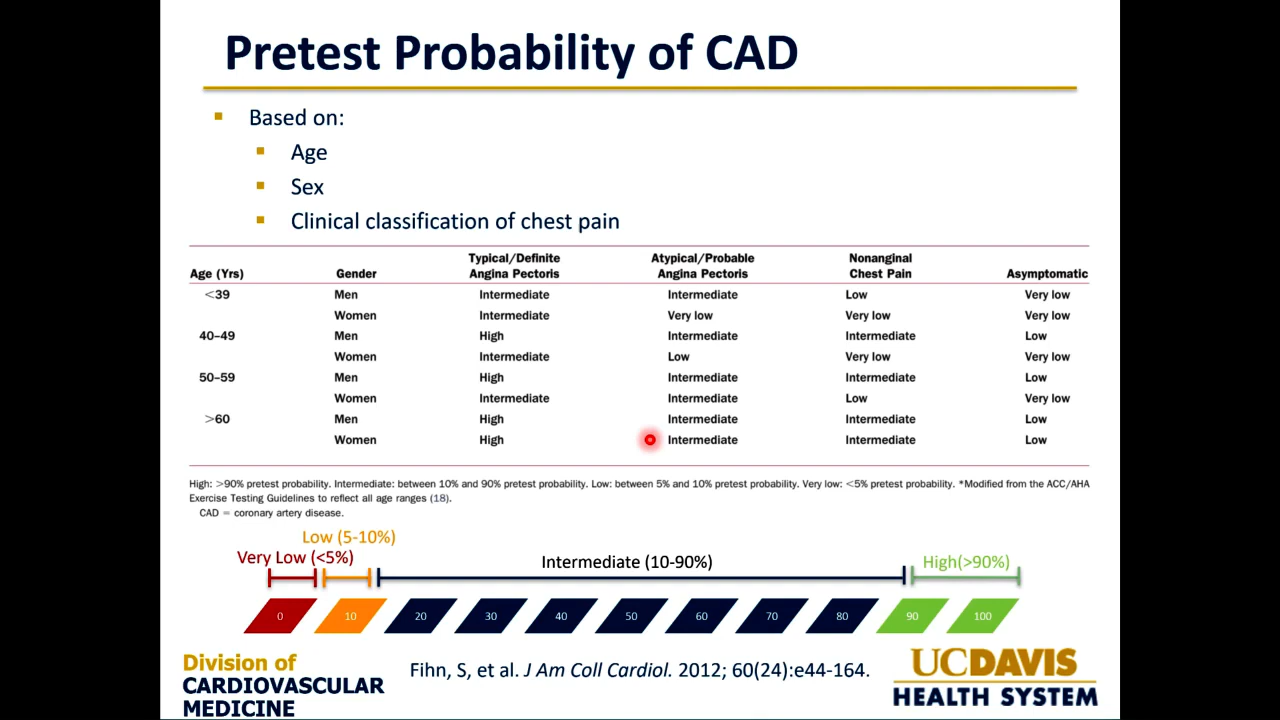 Pretest Probability of CAD
Based on:
Age
Sex
Clinical classification of chest pain
Age (Yrs) Gender Typical/Definite Angina Pectoris Atypical/Probable Angina Pectoris Nonanginal Chest Pain Asymptomatic
<39 Men Intermediate Intermediate Low Very low
Women Intermediate Very low Very low Very low
40–49 Men High Intermediate Intermediate Low
Women Intermediate Low Very low Very low
50–59 Men High Intermediate Intermediate Low
Women Intermediate Intermediate Low Very low
>60 Men High Intermediate Intermediate Low
Women High Intermediate Intermediate Low
High: >90% pretest probability. Intermediate: between 10% and 90% pretest probability. Low: between 5% and 10% pretest probability. Very low: <5% pretest probability. *Modified from the ACC/AHA
Exercise Testing Guidelines to reflect all age ranges (18).
CAD = coronary artery disease.
Low (5-10%)
Very Low (<5%) Intermediate (10-90%) High(>90%)
0 10 20 30 40 50 60 70 80 90 100
Division of
CARDIOVASCULAR
MEDICINE
Fihn, S, et al. J Am Coll Cardiol. 2012; 60(24):e44-164.
UCDAVIS
HEALTH SYSTEM